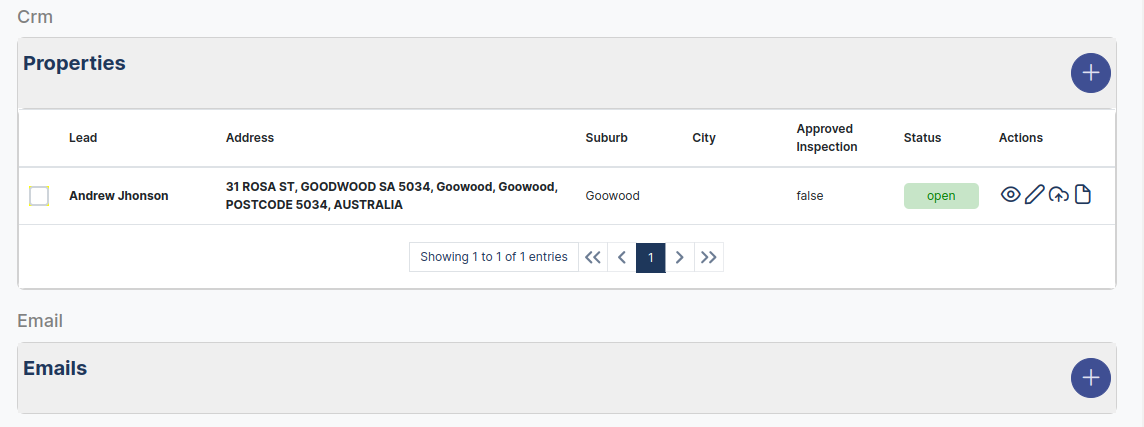 Crm
Properties
Lead Address Suburb City Approved Inspection Status Actions
Andrew Jhonson 31 ROSA ST, GOODWOOD SA 5034, Goowood, Goowood, POSTCODE 5034, AUSTRALIA Goowood false open
Showing 1 to 1 of 1 entries 1
Email
Emails